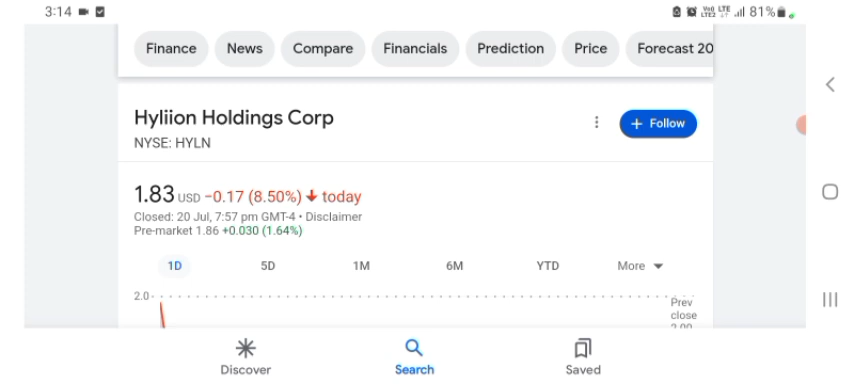 3:14
Vo)) LTE LTE2 81%
Finance News Compare Financials Prediction Price Forecast 20
Hyliion Holdings Corp
+ Follow
NYSE: HYLN
1.83 USD −0.17 (8.50%) today
Closed: 20 Jul, 7:57 pm GMT-4 • Disclaimer
Pre-market 1.86 +0.030 (1.64%)
1D 5D 1M 6M YTD More
2.0
Prev
close
2.00
Discover Search Saved